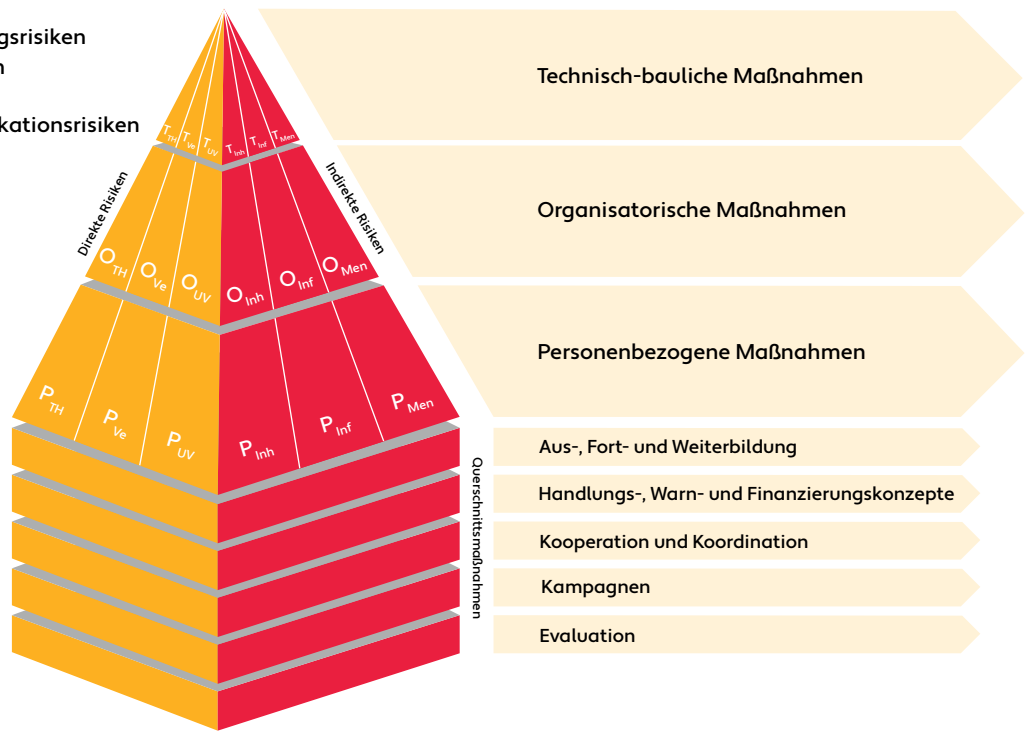 gsrisiken
n
kationsrisiken
Technisch-bauliche Maßnahmen
T TH T Ve T UV T Inh T Inf T Men
Direkte Risiken
Indirekte Risiken
Organisatorische Maßnahmen
O TH O Ve O UV O Inh O Inf O Men
Personenbezogene Maßnahmen
P TH P Ve P UV P Inh P Inf P Men
Querschnittsmaßnahmen
Aus-, Fort- und Weiterbildung
Handlungs-, Warn- und Finanzierungskonzepte
Kooperation und Koordination
Kampagnen
Evaluation